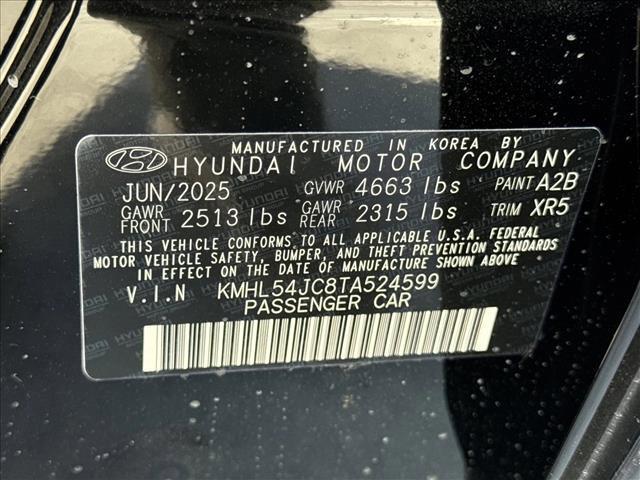 MANUFACTURED IN KOREA BY
HYUNDAI MOTOR COMPANY
JUN/2025 GVWR 4663 lbs PAINT A2B
GAWR FRONT 2513 lbs GAWR REAR 2315 lbs TRIM XR5
THIS VEHICLE CONFORMS TO ALL APPLICABLE U.S.A. FEDERAL
MOTOR VEHICLE SAFETY, BUMPER, AND THEFT PREVENTION STANDARDS
IN EFFECT ON THE DATE OF MANUFACTURE SHOWN ABOVE
V.I.N KMHL54JC8TA524599
PASSENGER CAR